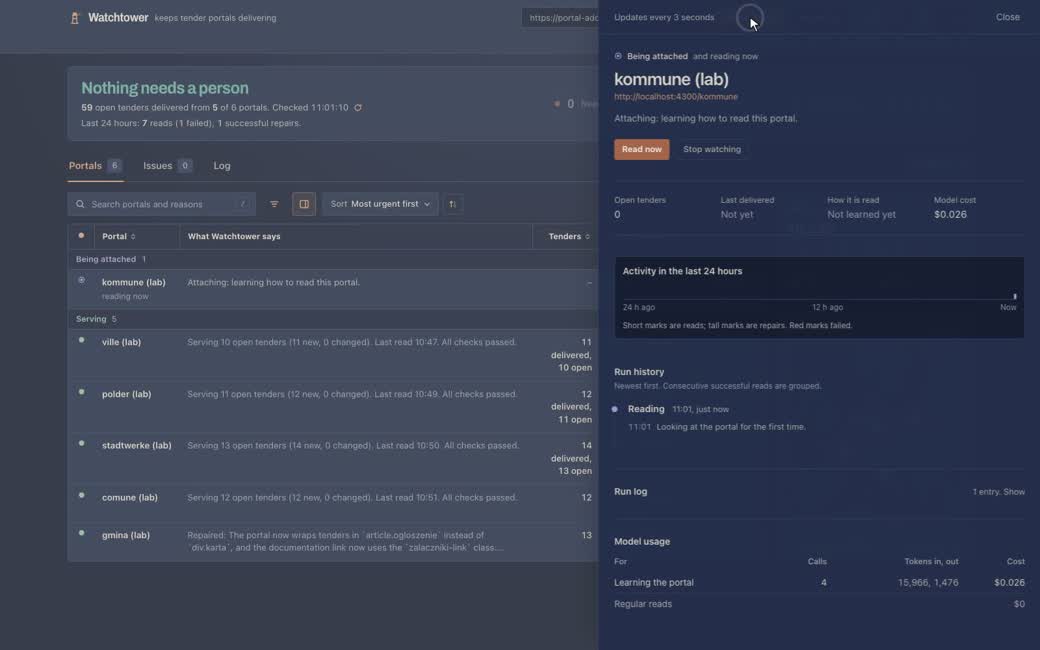 Watchtower keeps tender portals delivering
https://portal-add
Nothing needs a person
59 open tenders delivered from 5 of 6 portals. Checked 11:01:10
Last 24 hours: 7 reads (1 failed), 1 successful repairs.
0
Portals 6
Issues 0
Log
Search portals and reasons /
Sort Most urgent first
Portal
What Watchtower says
Tenders
Being attached 1
kommune (lab)
reading now
Attaching: learning how to read this portal.
–
Serving 5
ville (lab)
Serving 10 open tenders (11 new, 0 changed). Last read 10:47. All checks passed.
11
delivered,
10 open
polder (lab)
Serving 11 open tenders (12 new, 0 changed). Last read 10:49. All checks passed.
12
delivered,
11 open
stadtwerke (lab)
Serving 13 open tenders (14 new, 0 changed). Last read 10:50. All checks passed.
14
delivered,
13 open
comune (lab)
Serving 12 open tenders (12 new, 0 changed). Last read 10:51. All checks passed.
12
gmina (lab)
Repaired: The portal now wraps tenders in `article.ogloszenie` instead of
`div.karta`, and the documentation link now uses the `zalaczniki-link` class....
13
Updates every 3 seconds
Close
Being attached and reading now
kommune (lab)
http://localhost:4300/kommune
Attaching: learning how to read this portal.
Read now
Stop watching
Open tenders
0
Last delivered
Not yet
How it is read
Not learned yet
Model cost
$0.026
Activity in the last 24 hours
24 h ago
12 h ago
Now
Short marks are reads; tall marks are repairs. Red marks failed.
Run history
Newest first. Consecutive successful reads are grouped.
Reading 11:01, just now
11:01 Looking at the portal for the first time.
Run log
1 entry. Show
Model usage
For Calls Tokens in, out Cost
Learning the portal 4 15,966, 1,476 $0.026
Regular reads $0